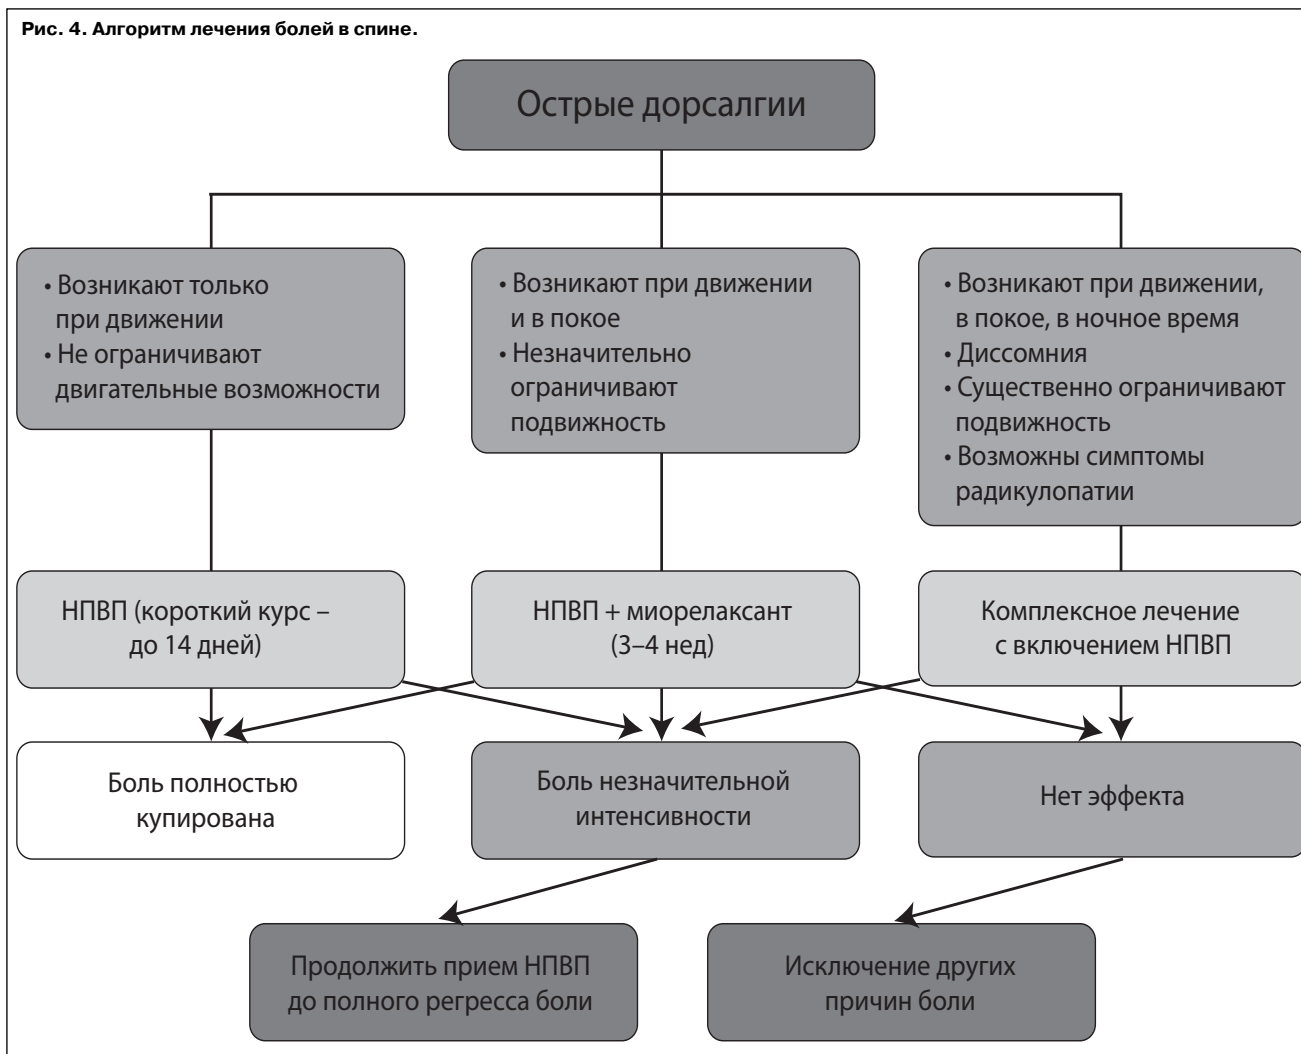 Рис. 4. Алгоритм лечения болей в спине.
Острые дорсалгии
• Возникают только
при движении
• Не ограничивают
двигательные возможности
• Возникают при движении
и в покое
• Незначительно
ограничивают
подвижность
• Возникают при движении,
в покое, в ночное время
• Диссомния
• Существенно ограничивают
подвижность
• Возможны симптомы
радикулопатии
НПВП (короткий курс –
до 14 дней)
НПВП + миорелаксант
(3–4 нед)
Комплексное лечение
с включением НПВП
Боль полностью
купирована
Боль незначительной
интенсивности
Нет эффекта
Продолжить прием НПВП
до полного регресса боли
Исключение других
причин боли